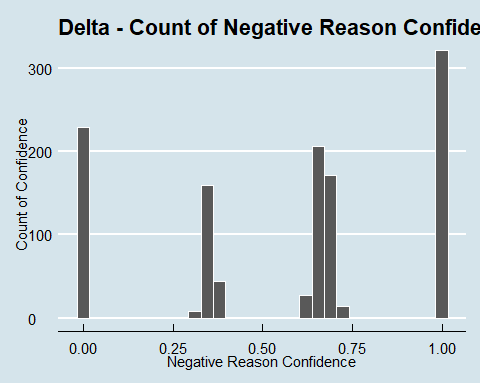 Delta - Count of Negative Reason Confide
300
200
100
0
Count of Confidence
0.00 0.25 0.50 0.75 1.00
Negative Reason Confidence